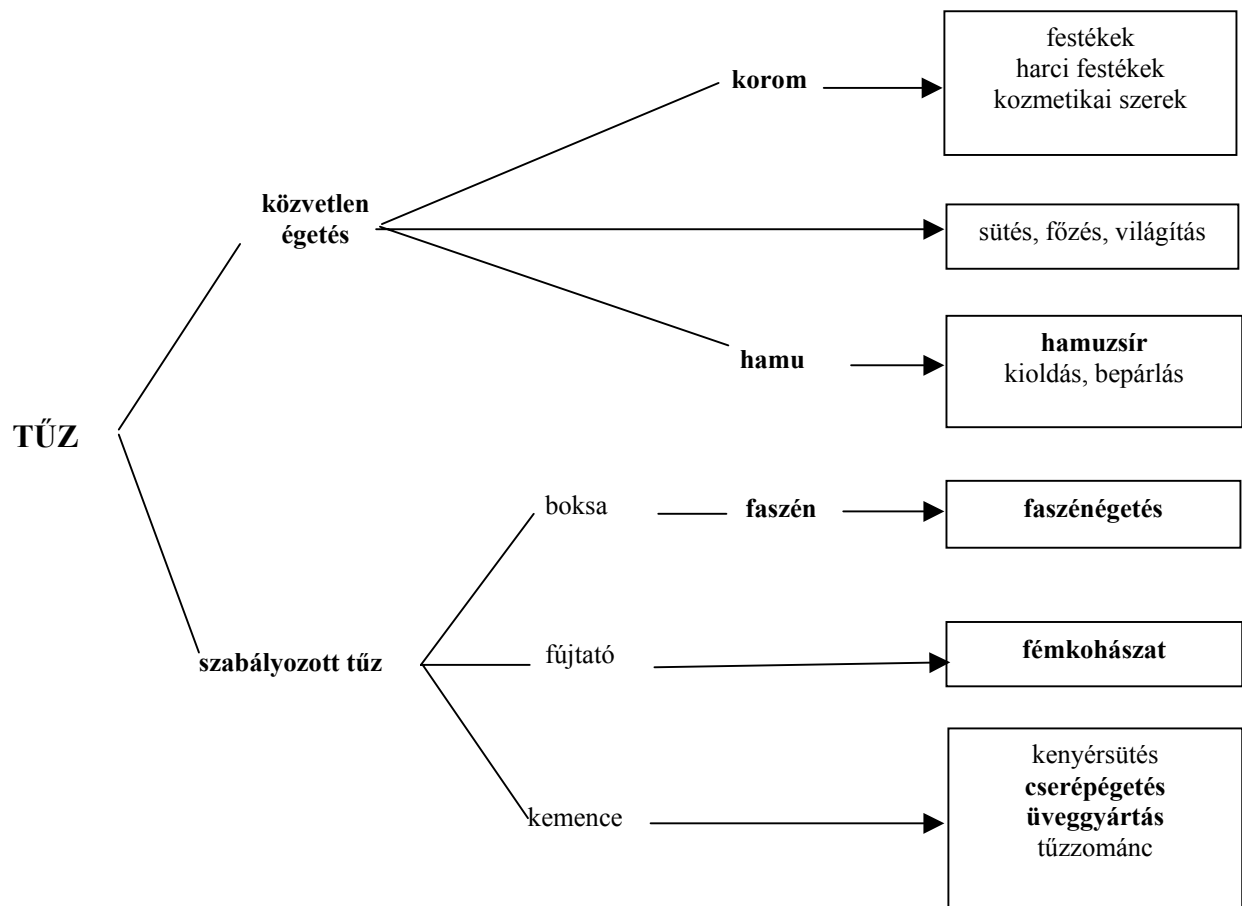 festékek
harci festékek
kozmetikai szerek
korom
közvetlen
égetés
sütés, főzés, világítás
hamu
hamuzsír
kioldás, bepárlás
TŰZ
boksa
faszén
faszénégetés
szabályozott tűz
fújtató
fémkohászat
kemence
kenyérsütés
cserépégetés
üveggyártás
tűzzománc